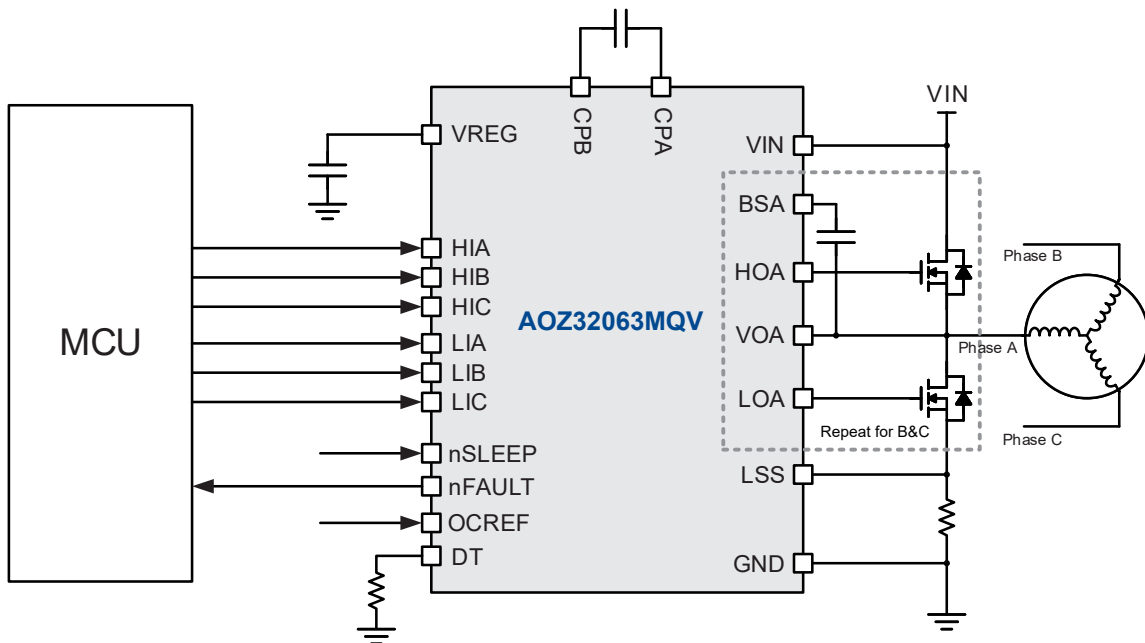 CPB
CPA
VIN
VREG
VIN
BSA
HIA
HOA
HIB
HIC
AOZ32063MQV
Phase B
MCU
VOA
Phase A
LIA
LIB
LIC
LOA
Repeat for B&C
Phase C
nSLEEP
LSS
nFAULT
OCREF
DT
GND